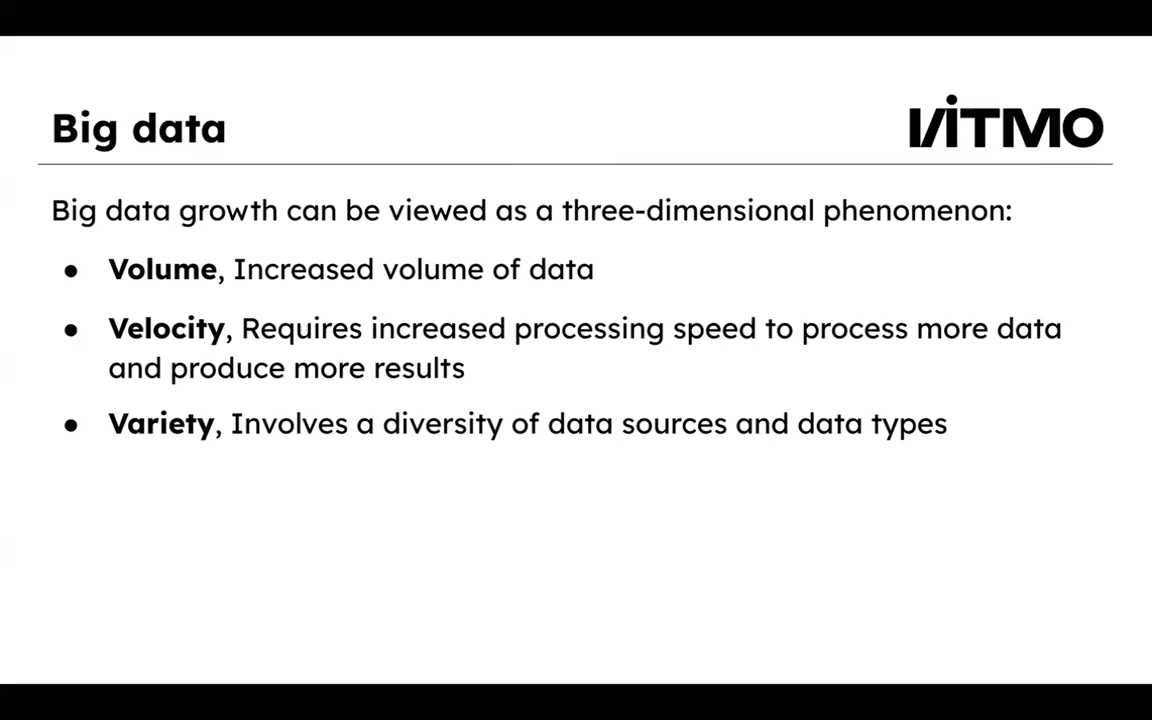 Big data
ITMO
Big data growth can be viewed as a three-dimensional phenomenon:
● Volume, Increased volume of data
● Velocity, Requires increased processing speed to process more data
and produce more results
● Variety, Involves a diversity of data sources and data types